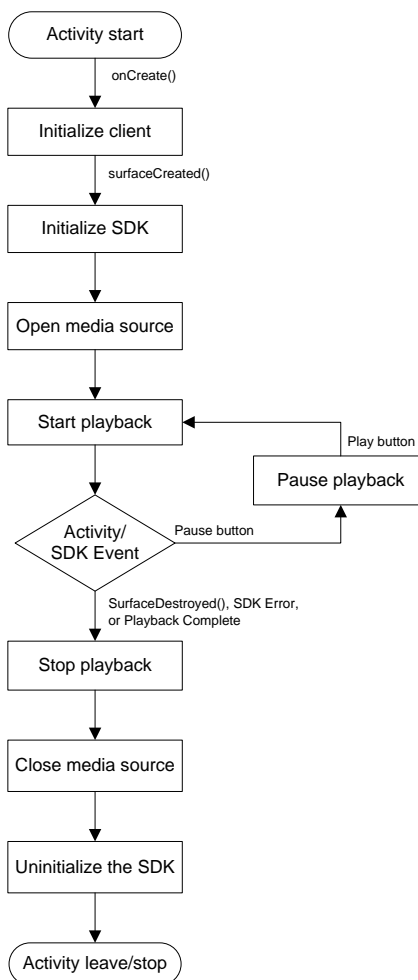 Activity start
onCreate()
Initialize client
surfaceCreated()
Initialize SDK
Open media source
Start playback
Play button
Pause playback
Activity/
SDK Event
Pause button
SurfaceDestroyed(), SDK Error,
or Playback Complete
Stop playback
Close media source
Uninitialize the SDK
Activity leave/stop